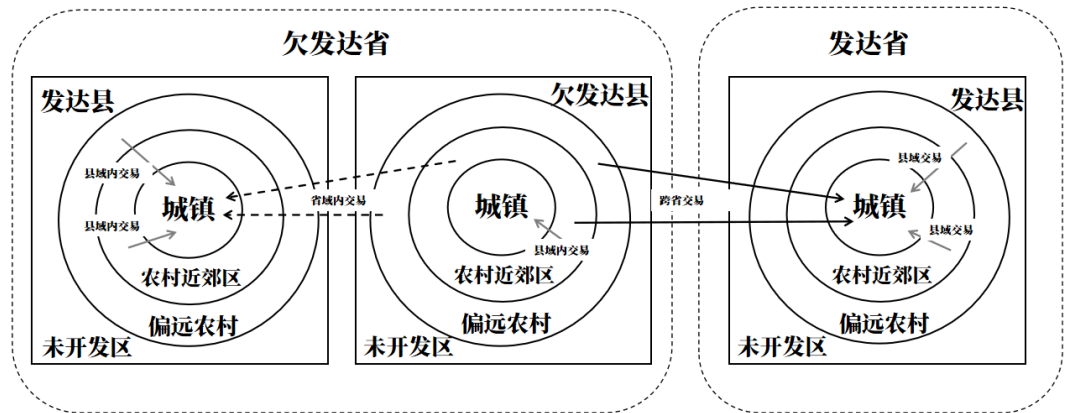 欠发达省
发达省
发达县
欠发达县
发达县
县域内交易
县域内交易
城镇
农村近郊区
偏远农村
未开发区
省域内交易
城镇
县域内交易
农村近郊区
偏远农村
未开发区
跨省交易
县域内交易
城镇
县域内交易
农村近郊区
偏远农村
未开发区